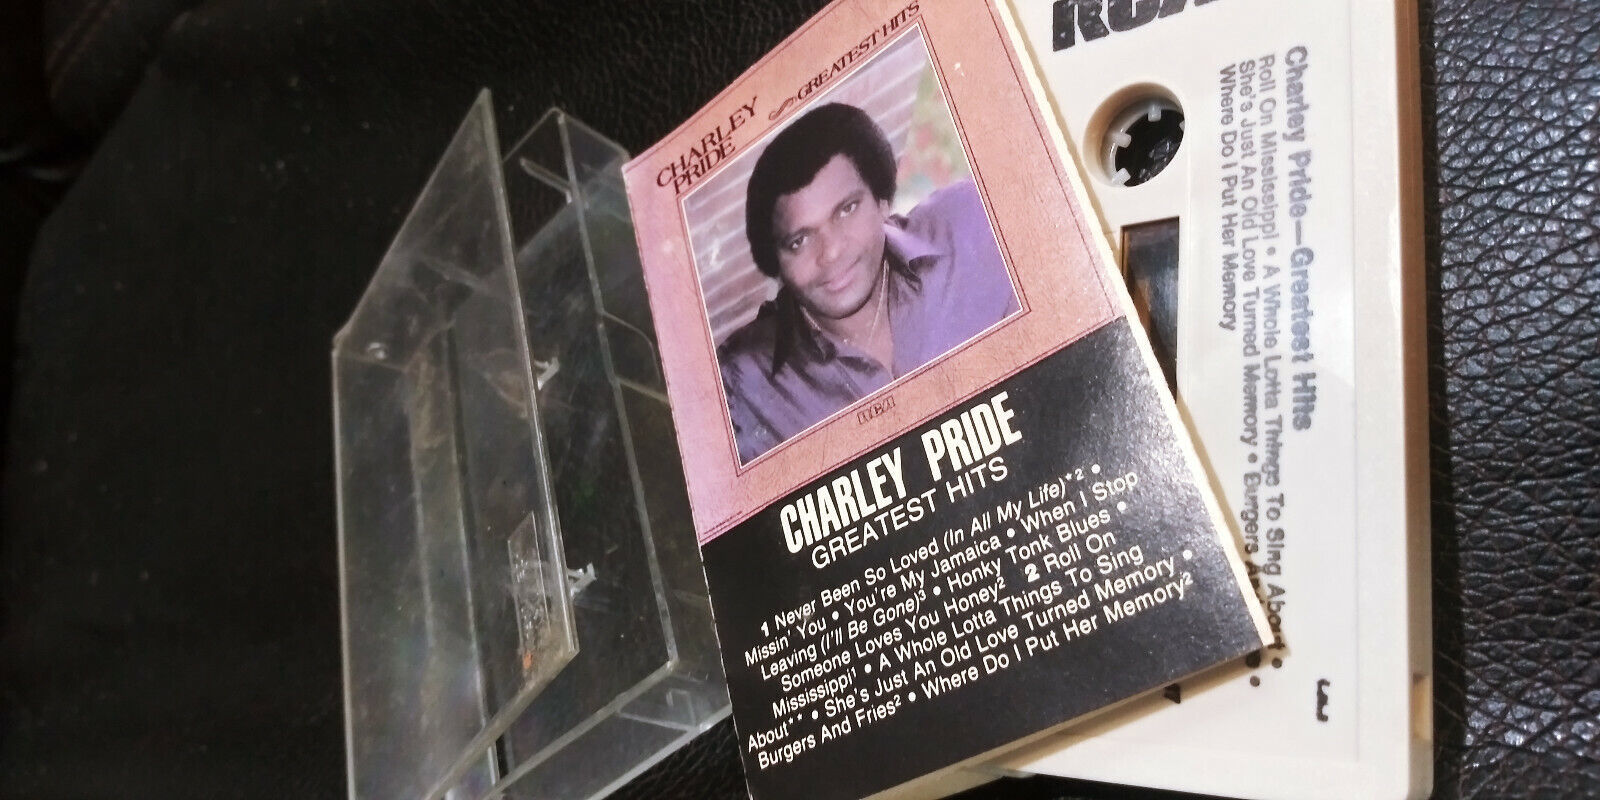 CHARLEY
PRIDE
GREATEST HITS
RCA
CHARLEY PRIDE
GREATEST HITS
1 Never Been So Loved (In All My Life)*2 •
Missin' You • You're My Jamaica • When I Stop
Leaving (I'll Be Gone)3 • Honky Tonk Blues •
Someone Loves You Honey2 2 Roll On
Mississippi1 • A Whole Lotta Things To Sing
About** • She's Just An Old Love Turned Memory •
Burgers And Fries2 • Where Do I Put Her Memory2
RCA
Charley Pride—Greatest Hits
Roll On Mississippi • A Whole Lotta Things To Sing About •
She's Just An Old Love Turned Memory • Burgers
Where Do I Put Her Memory